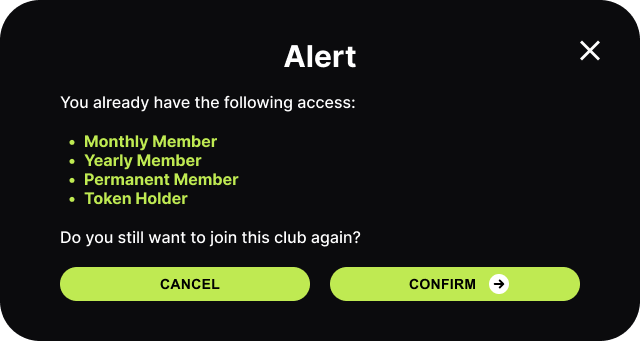 Alert
You already have the following access:
• Monthly Member
• Yearly Member
• Permanent Member
• Token Holder
Do you still want to join this club again?
CANCEL
CONFIRM